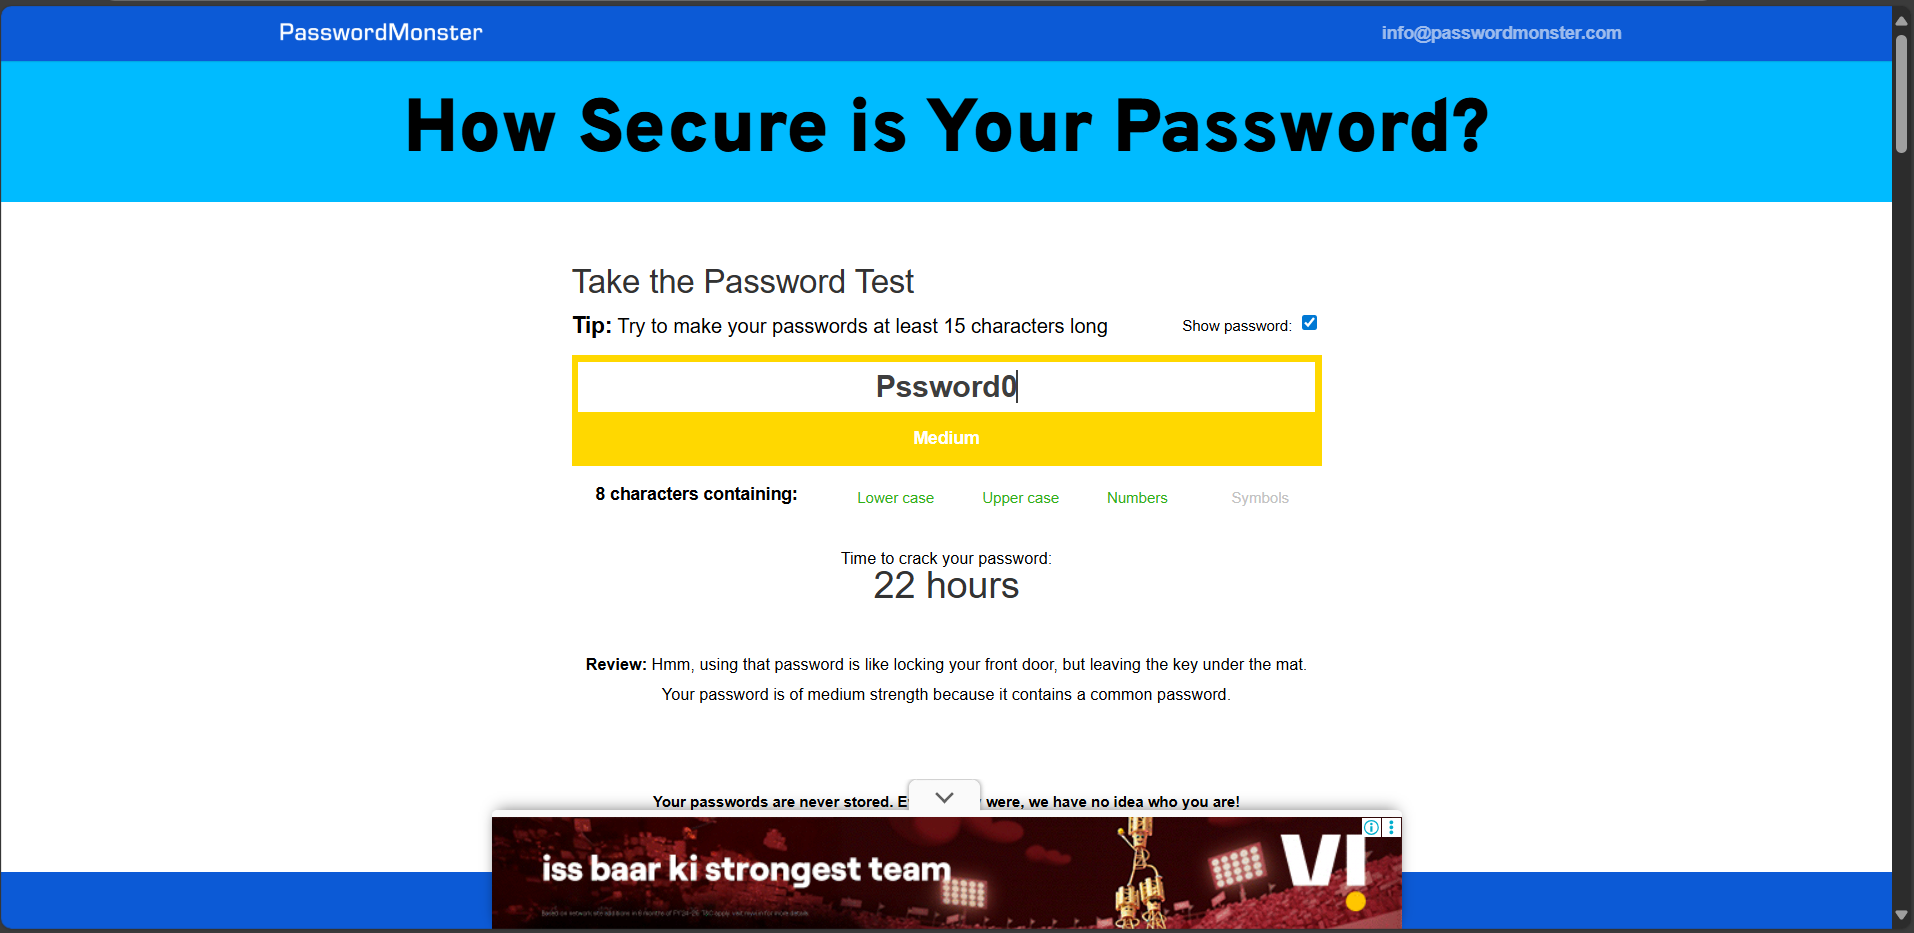 PasswordMonster
info@passwordmonster.com
How Secure is Your Password?
Take the Password Test
Tip: Try to make your passwords at least 15 characters long
Show password:
Pssword0
Medium
8 characters containing:
Lower case
Upper case
Numbers
Symbols
Time to crack your password:
22 hours
Review: Hmm, using that password is like locking your front door, but leaving the key under the mat.
Your password is of medium strength because it contains a common password.
Your passwords are never stored. were, we have no idea who you are!
iss baar ki strongest team
VI